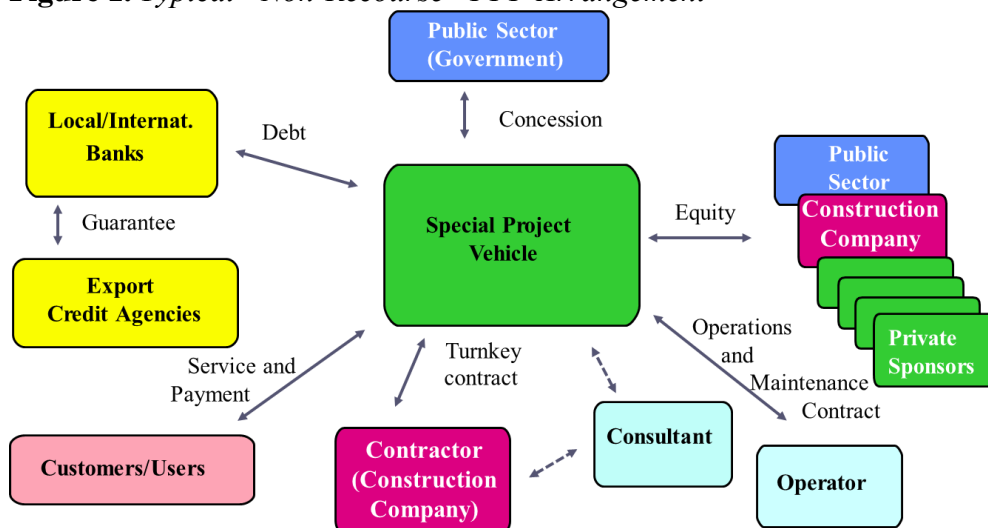 Public Sector
(Government)
Local/Internat.
Banks
Debt
Concession
Public
Sector
Guarantee
Special Project
Vehicle
Equity
Construction
Company
Export
Credit Agencies
Operations
and
Maintenance
Contract
Private
Sponsors
Service and
Payment
Turnkey
contract
Customers/Users
Contractor
(Construction
Company)
Consultant
Operator